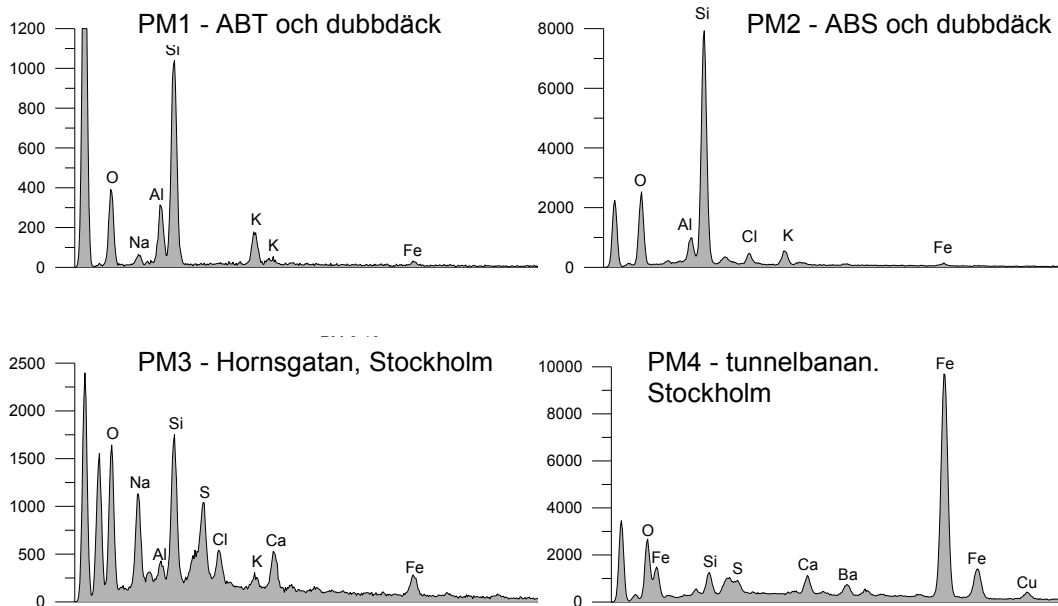 PM1 - ABT och dubbdäck
1200
1000
800
600
400
200
0
O
Na
Al
Si
K
K
Fe
PM2 - ABS och dubbdäck
8000
6000
4000
2000
0
O
Al
Si
Cl
K
Fe
PM3 - Hornsgatan, Stockholm
2500
2000
1500
1000
500
0
O
Na
Al
Si
S
Cl
K
Ca
Fe
PM4 - tunnelbanan.
Stockholm
10000
8000
6000
4000
2000
0
O
Fe
Si
S
Ca
Ba
Fe
Fe
Cu